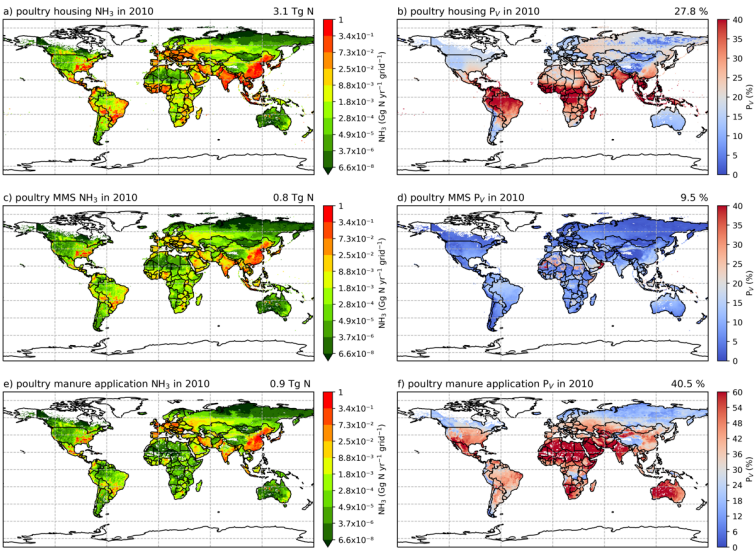 a) poultry housing NH₃ in 2010 3.1 Tg N
1
3.4x10⁻¹
7.3x10⁻²
2.5x10⁻²
8.8x10⁻³
1.8x10⁻³
2.8x10⁻⁴
4.9x10⁻⁵
3.7x10⁻⁶
6.6x10⁻⁸
NH₃ (Gg N yr⁻¹ grid⁻¹)
b) poultry housing Pᵥ in 2010 27.8 %
40
35
30
25
20
15
10
5
0
Pᵥ (%)
c) poultry MMS NH₃ in 2010 0.8 Tg N
1
3.4x10⁻¹
7.3x10⁻²
2.5x10⁻²
8.8x10⁻³
1.8x10⁻³
2.8x10⁻⁴
4.9x10⁻⁵
3.7x10⁻⁶
6.6x10⁻⁸
NH₃ (Gg N yr⁻¹ grid⁻¹)
d) poultry MMS Pᵥ in 2010 9.5 %
40
35
30
25
20
15
10
5
0
Pᵥ (%)
e) poultry manure application NH₃ in 2010 0.9 Tg N
1
3.4x10⁻¹
7.3x10⁻²
2.5x10⁻²
8.8x10⁻³
1.8x10⁻³
2.8x10⁻⁴
4.9x10⁻⁵
3.7x10⁻⁶
6.6x10⁻⁸
NH₃ (Gg N yr⁻¹ grid⁻¹)
f) poultry manure application Pᵥ in 2010 40.5 %
60
54
48
42
36
30
24
18
12
6
0
Pᵥ (%)